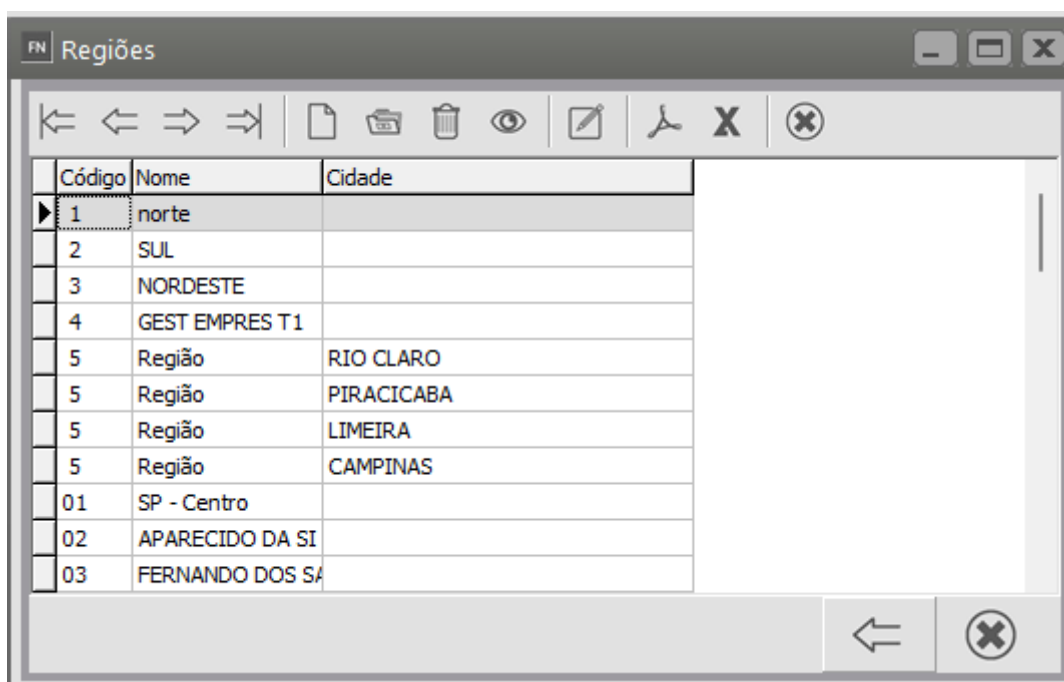 FN Regiões
Código Nome Cidade
1 norte
2 SUL
3 NORDESTE
4 GEST EMPRES T1
5 Região RIO CLARO
5 Região PIRACICABA
5 Região LIMEIRA
5 Região CAMPINAS
01 SP - Centro
02 APARECIDO DA SI
03 FERNANDO DOS SA